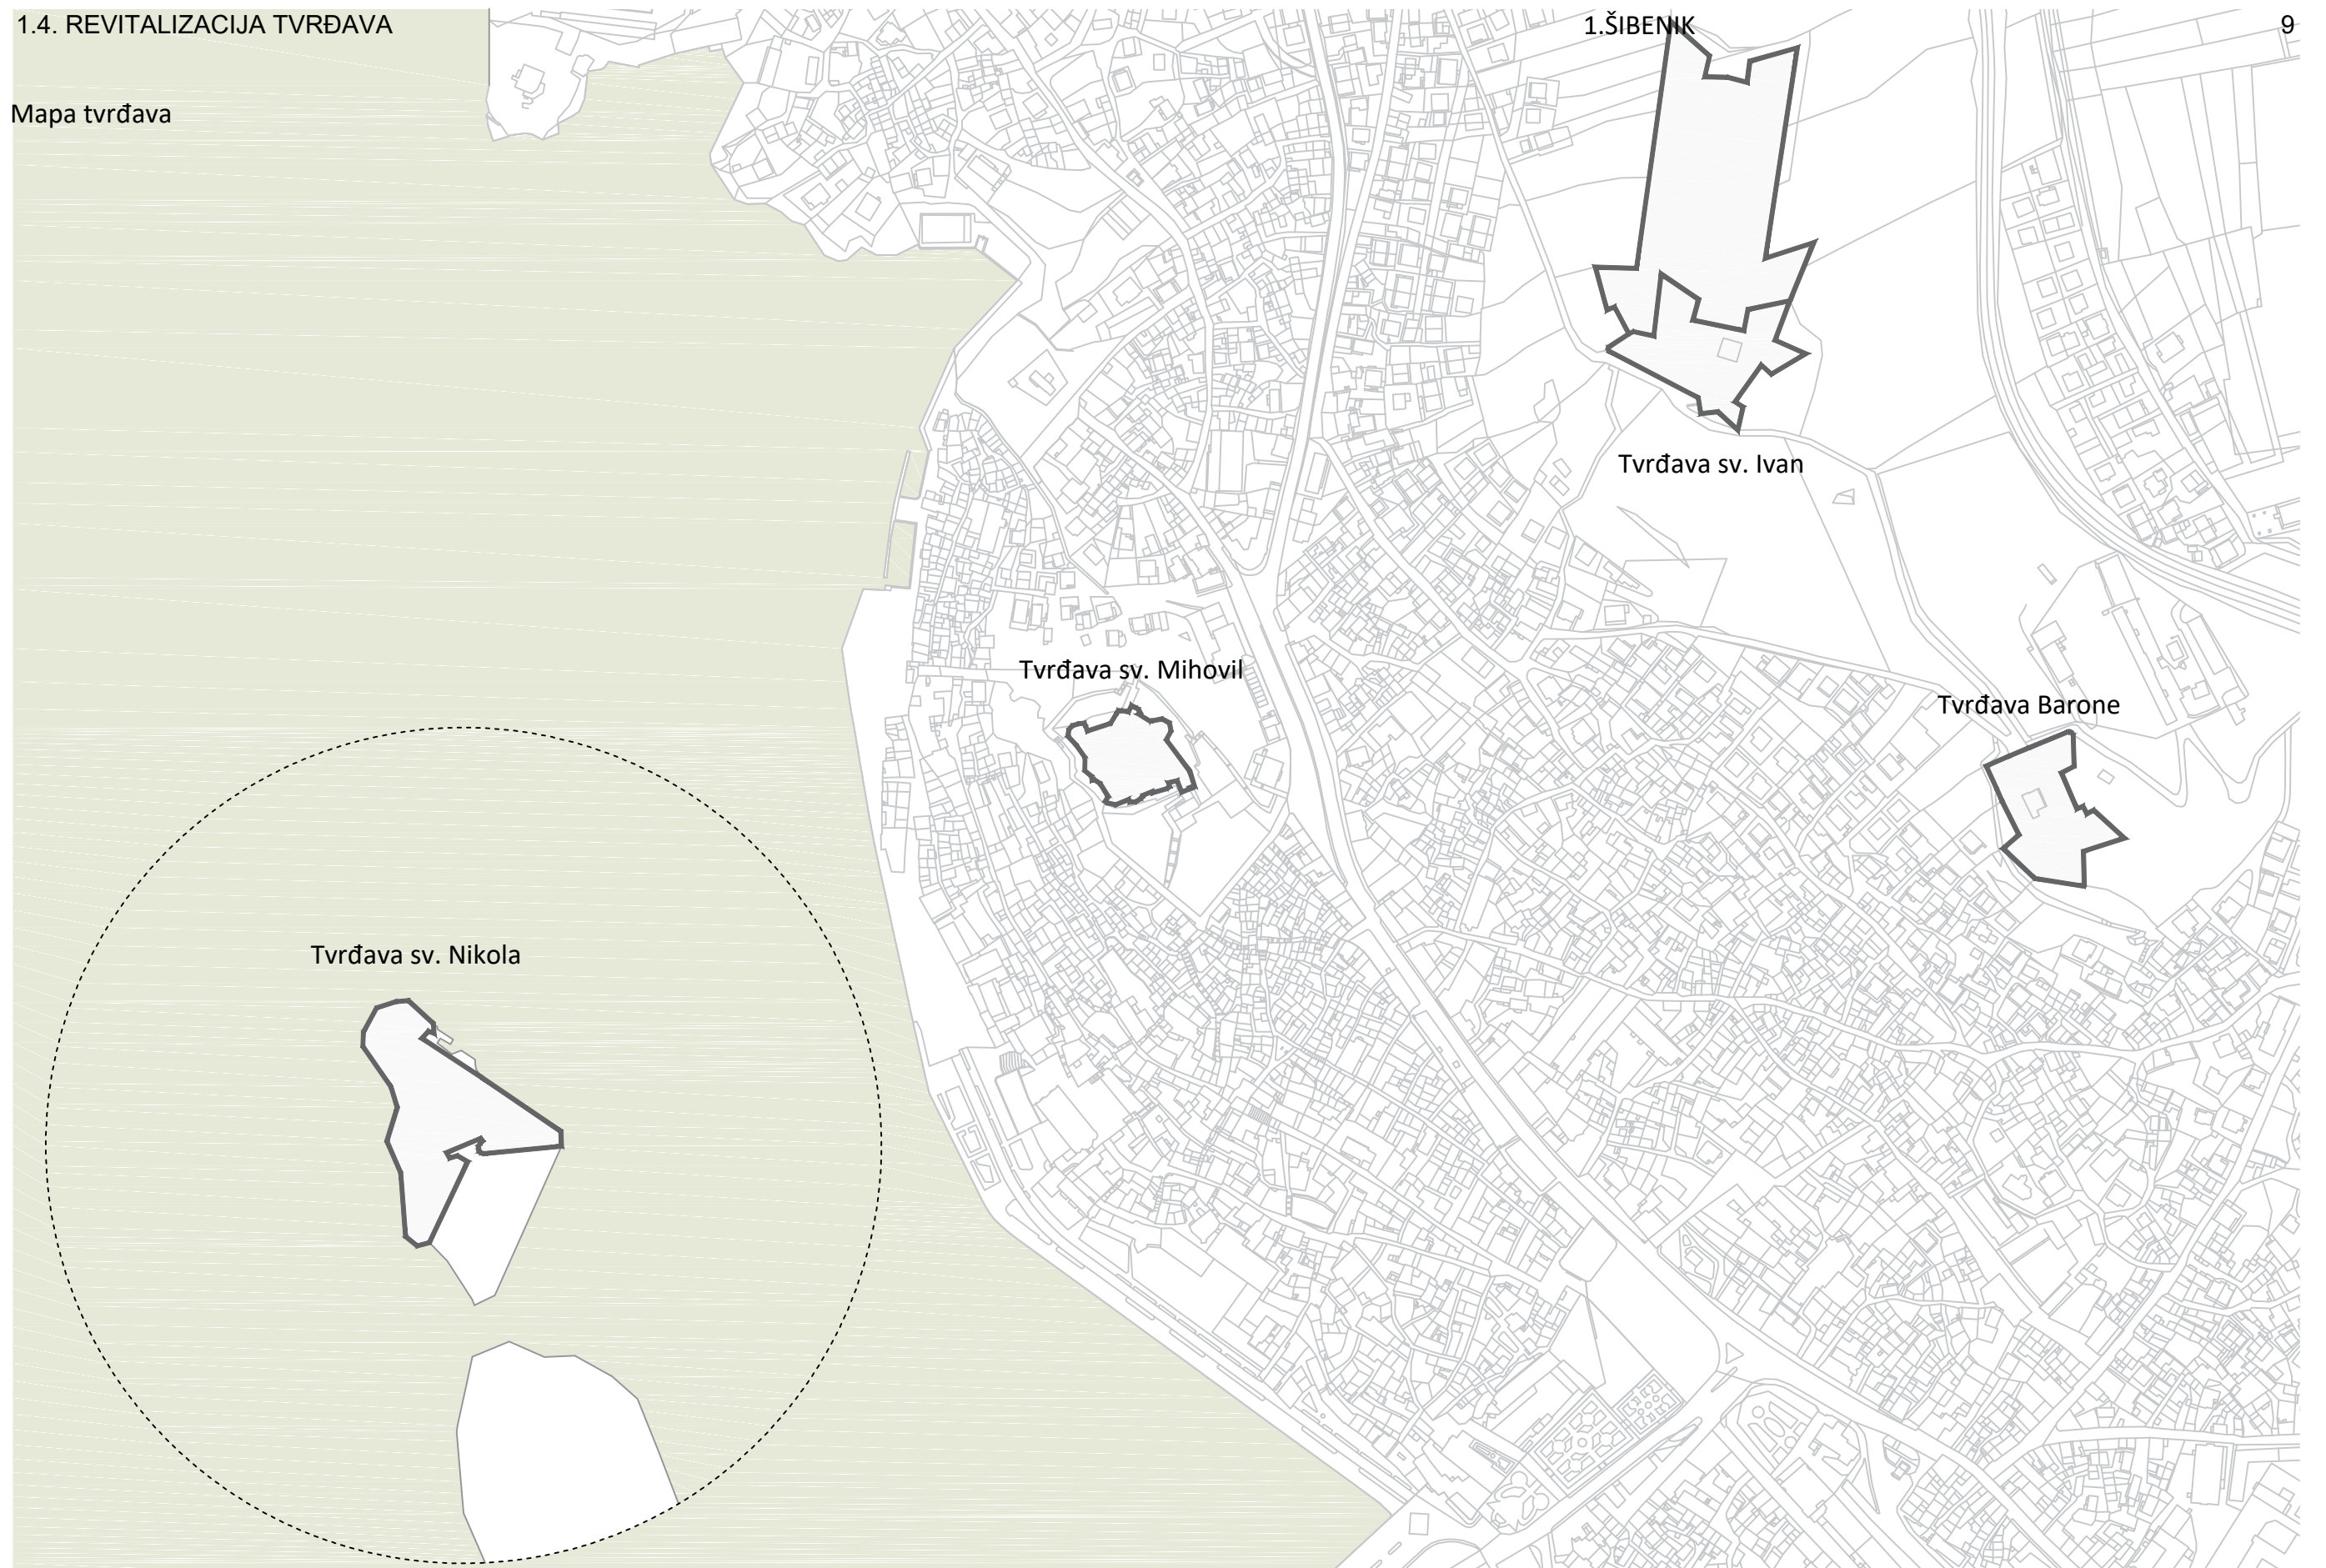 1.4. REVITALIZACIJA TVRĐAVA
1.ŠIBENIK
9
Mapa tvrđava
Tvrđava sv. Ivan
Tvrđava sv. Mihovil
Tvrđava Barone
Tvrđava sv. Nikola